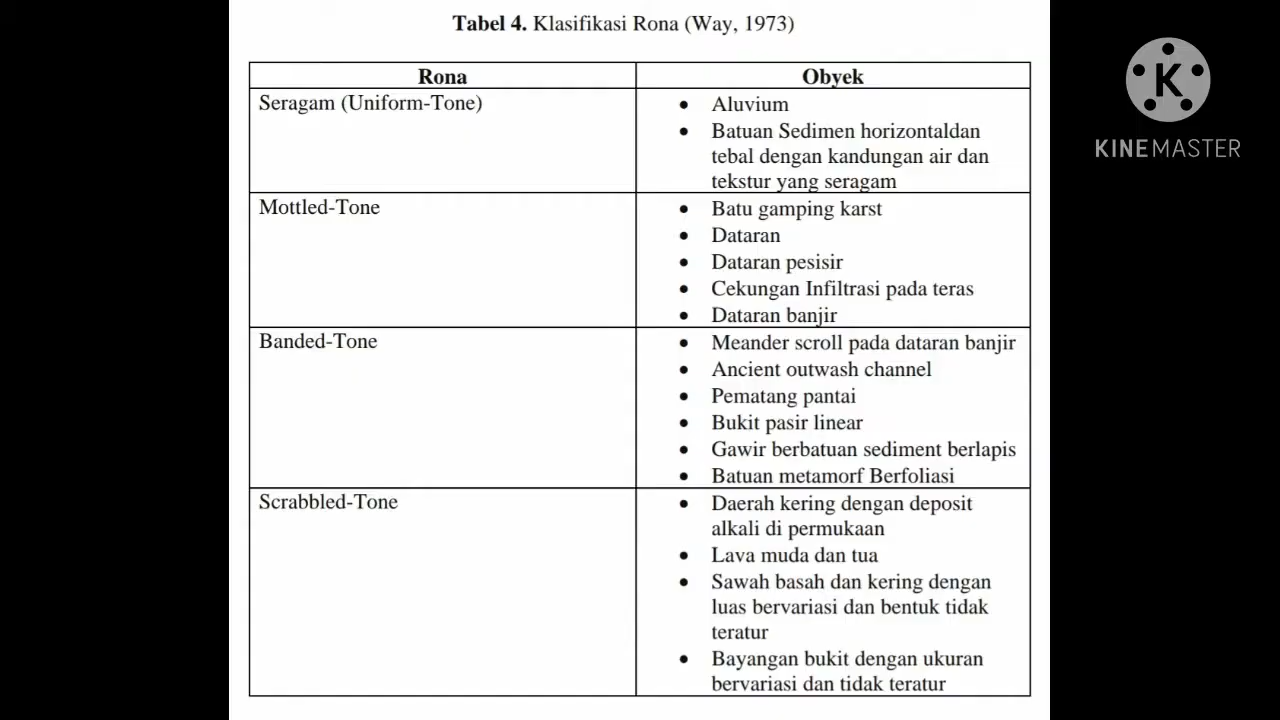 Tabel 4. Klasifikasi Rona (Way, 1973)
K
KINEMASTER
Rona
Obyek
Seragam (Uniform-Tone)
• Aluvium
• Batuan Sedimen horizontaldan
tebal dengan kandungan air dan
tekstur yang seragam
Mottled-Tone
• Batu gamping karst
• Dataran
• Dataran pesisir
• Cekungan Infiltrasi pada teras
• Dataran banjir
Banded-Tone
• Meander scroll pada dataran banjir
• Ancient outwash channel
• Pematang pantai
• Bukit pasir linear
• Gawir berbatuan sediment berlapis
• Batuan metamorf Berfoliasi
Scrabbled-Tone
• Daerah kering dengan deposit
alkali di permukaan
• Lava muda dan tua
• Sawah basah dan kering dengan
luas bervariasi dan bentuk tidak
teratur
• Bayangan bukit dengan ukuran
bervariasi dan tidak teratur